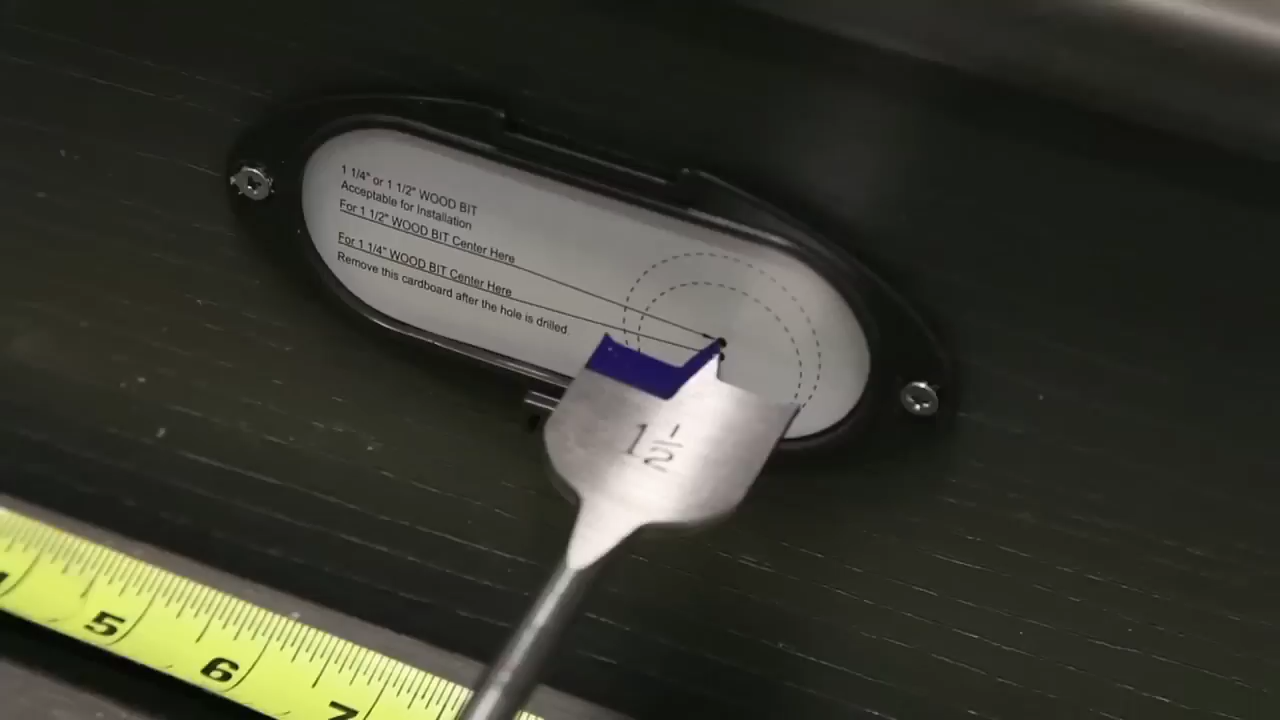 1 1/4" or 1 1/2" WOOD BIT
Acceptable for Installation
For 1 1/2" WOOD BIT Center Here
For 1 1/4" WOOD BIT Center Here
Remove this cardboard after the hole is drilled.
1 1/2
5
6
7